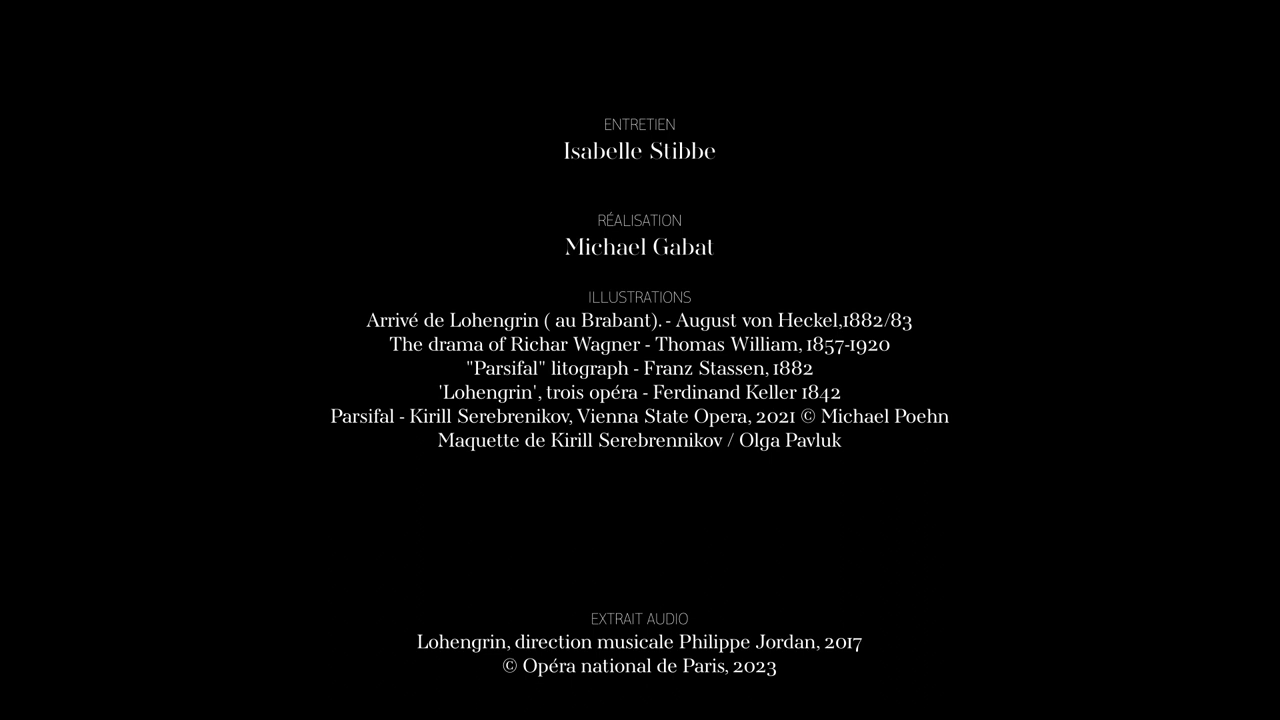 ENTRETIEN
Isabelle Stibbe
RÉALISATION
Michael Gabat
ILLUSTRATIONS
Arrivé de Lohengrin ( au Brabant). - August von Heckel,1882/83
The drama of Richar Wagner - Thomas William, 1857-1920
"Parsifal" litograph - Franz Stassen, 1882
'Lohengrin', trois opéra - Ferdinand Keller 1842
Parsifal - Kirill Serebrenikov, Vienna State Opera, 2021 © Michael Poehn
Maquette de Kirill Serebrennikov / Olga Pavluk
EXTRAIT AUDIO
Lohengrin, direction musicale Philippe Jordan, 2017
© Opéra national de Paris, 2023